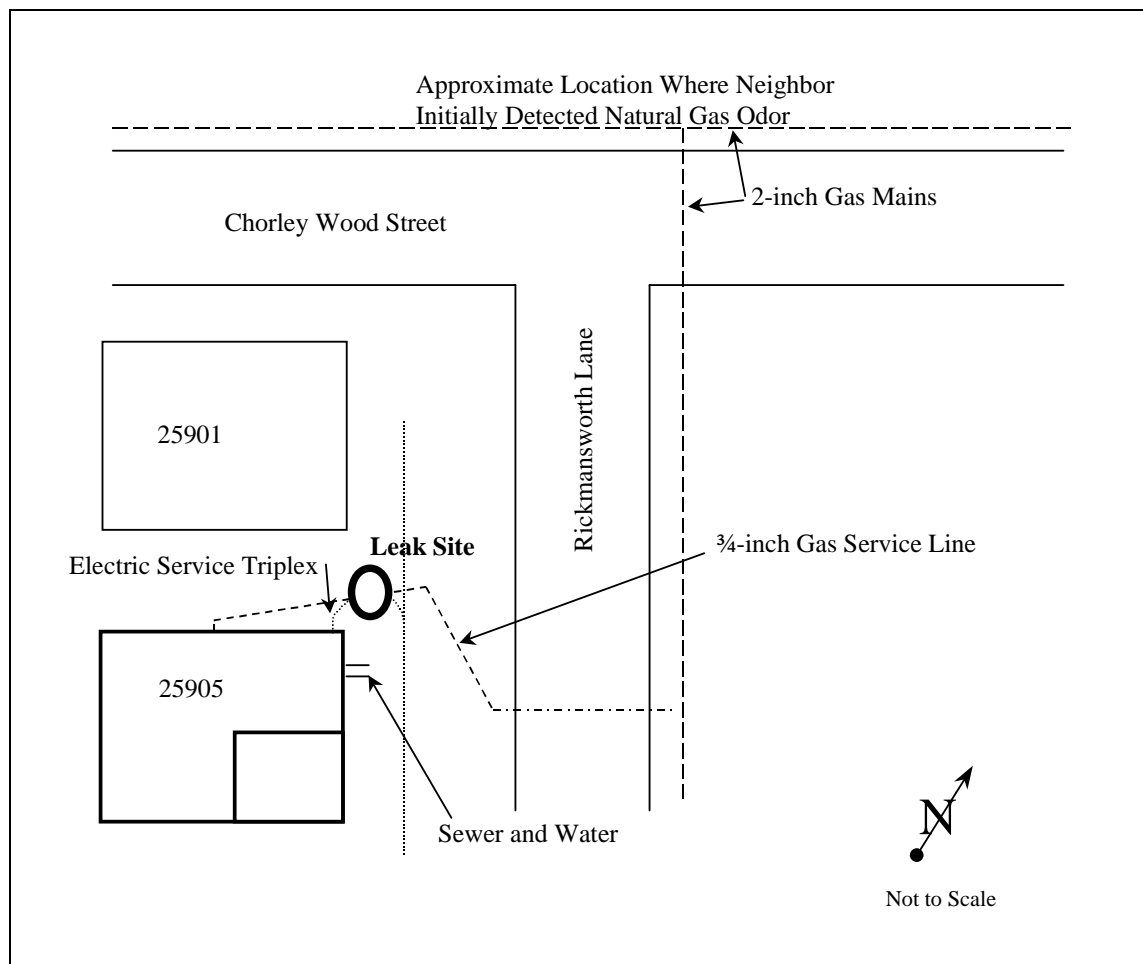 Approximate Location Where Neighbor
Initially Detected Natural Gas Odor
2-inch Gas Mains
Chorley Wood Street
Rickmansworth Lane
25901
Leak Site
¾-inch Gas Service Line
Electric Service Triplex
25905
Sewer and Water
N
Not to Scale